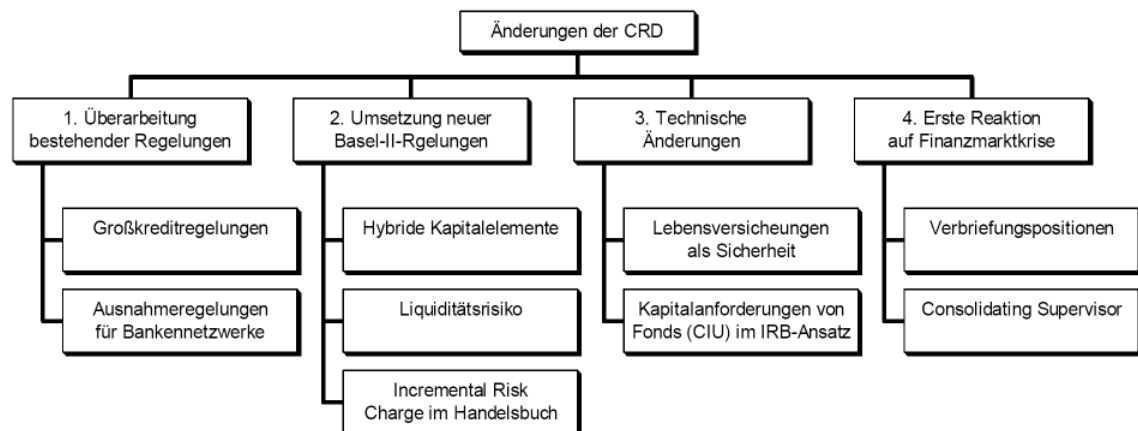 Änderungen der CRD
1. Überarbeitung
bestehender Regelungen
Großkreditregelungen
Ausnahmeregelungen
für Bankennetzwerke
2. Umsetzung neuer
Basel-II-Rgelungen
Hybride Kapitalelemente
Liquiditätsrisiko
Incremental Risk
Charge im Handelsbuch
3. Technische
Änderungen
Lebensversicheungen
als Sicherheit
Kapitalanforderungen von
Fonds (CIU) im IRB-Ansatz
4. Erste Reaktion
auf Finanzmarktkrise
Verbriefungspositionen
Consolidating Supervisor